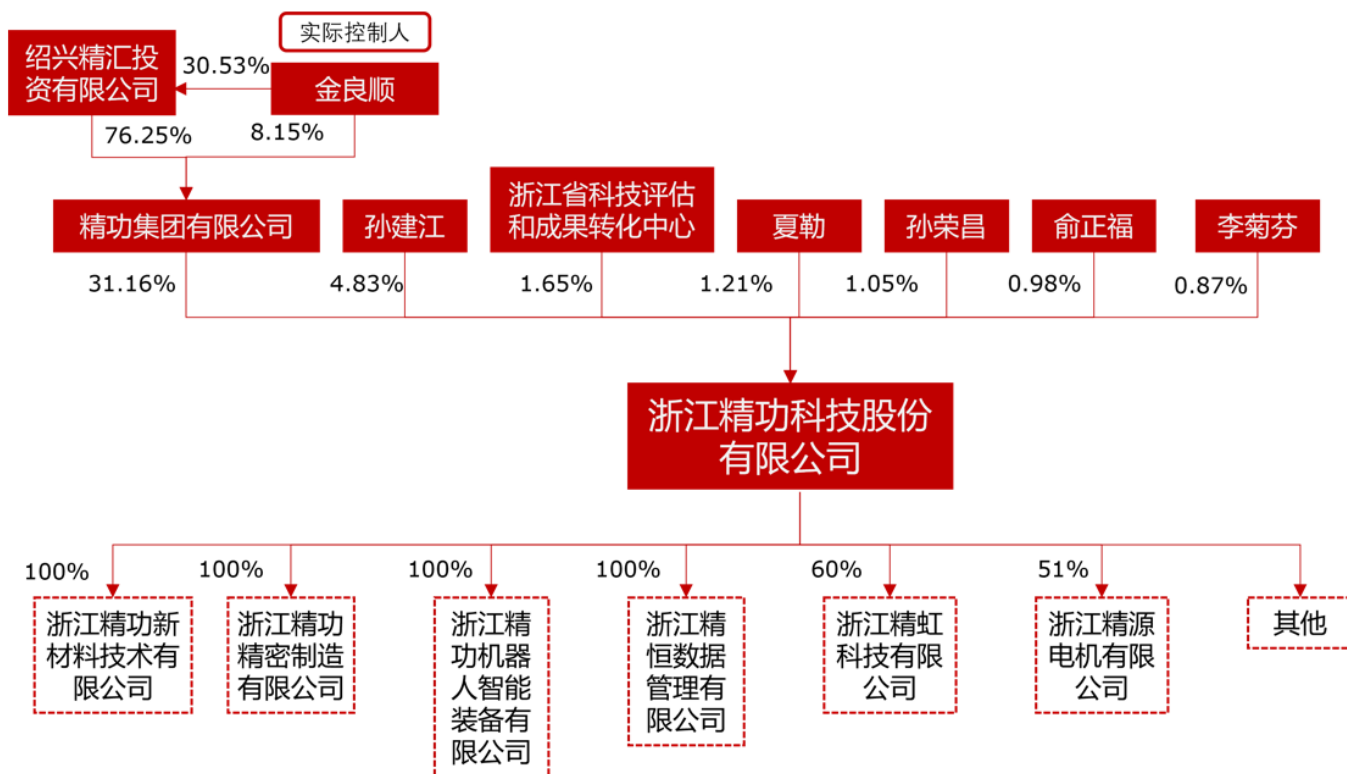 实际控制人
绍兴精汇投
资有限公司
30.53%
金良顺
76.25%
8.15%
精功集团有限公司
孙建江
浙江省科技评估
和成果转化中心
夏勒
孙荣昌
俞正福
李菊芬
31.16%
4.83%
1.65%
1.21%
1.05%
0.98%
0.87%
浙江精功科技股份
有限公司
100%
100%
100%
100%
60%
51%
浙江精功新
材料技术有
限公司
浙江精功
精密制造
有限公司
浙江精
功机器
人智能
装备有
限公司
浙江精
恒数据
管理有
限公司
浙江精虹
科技有限
公司
浙江精源
电机有限
公司
其他